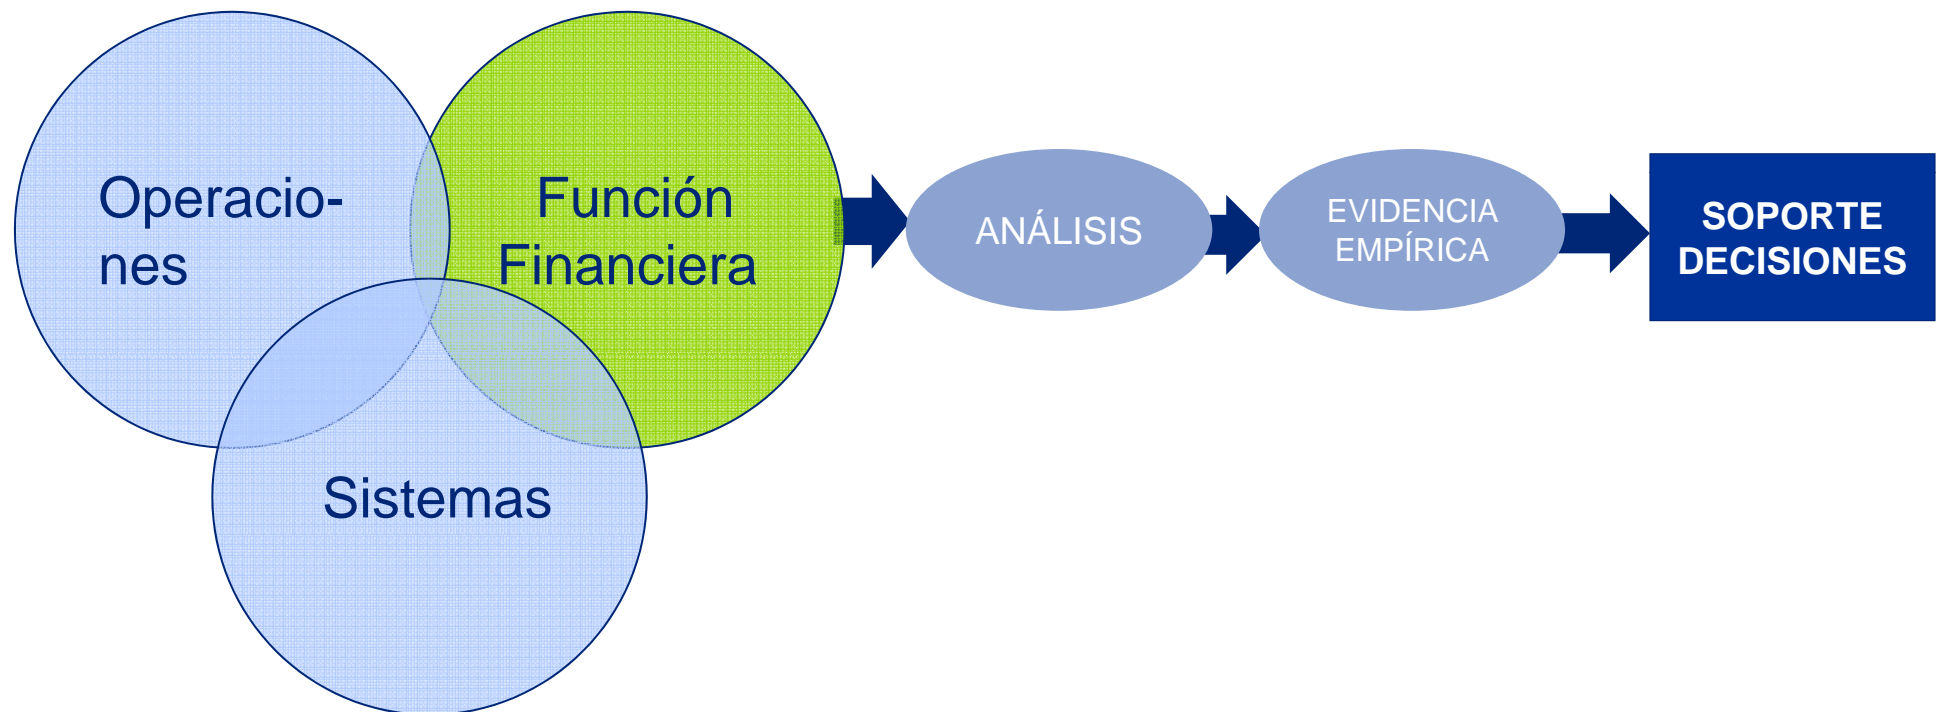 Operacio-
nes
Función
Financiera
Sistemas
ANÁLISIS
EVIDENCIA
EMPÍRICA
SOPORTE
DECISIONES